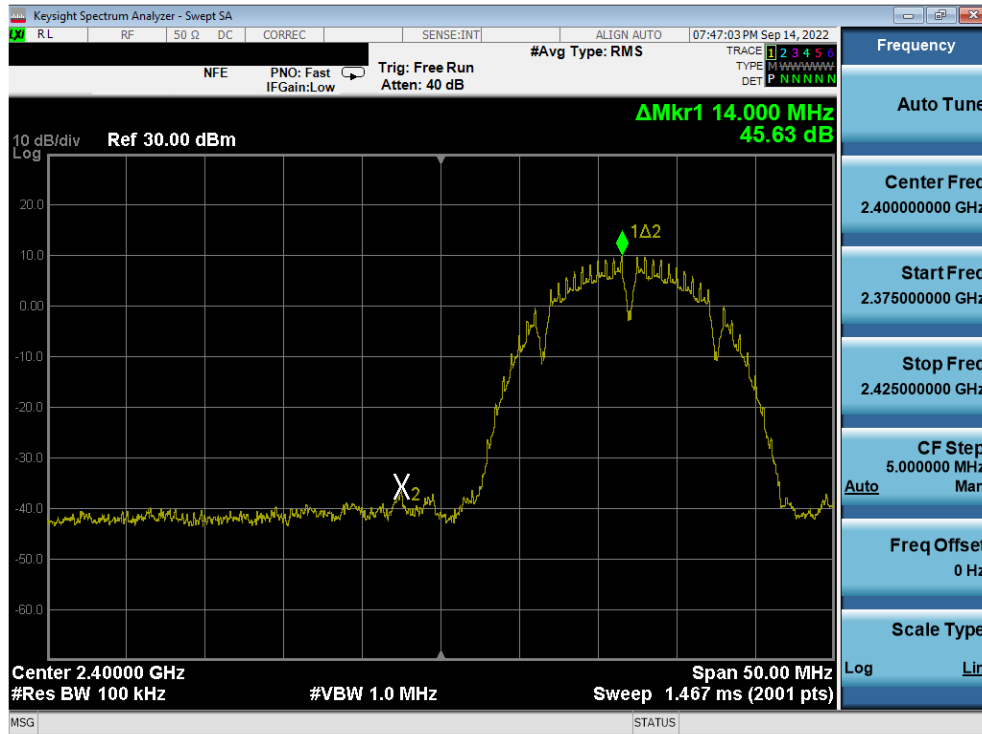 Keysight Spectrum Analyzer - Swept SA
LXI RL RF 50 Ω DC CORREC SENSE:INT ALIGN AUTO 07:47:03 PM Sep 14, 2022
NFE PNO: Fast Trig: Free Run #Avg Type: RMS TRACE 1 2 3 4 5 6
IFGain:Low Atten: 40 dB TYPE M W W W W W
DET P N N N N N
ΔMkr1 14.000 MHz
45.63 dB
10 dB/div Ref 30.00 dBm
Log
20.0
1Δ2
10.0
0.00
-10.0
-20.0
-30.0
X2
-40.0
-50.0
-60.0
Center 2.40000 GHz Span 50.00 MHz
#Res BW 100 kHz #VBW 1.0 MHz Sweep 1.467 ms (2001 pts)
MSG STATUS
Frequency
Auto Tune
Center Freq
2.400000000 GHz
Start Freq
2.375000000 GHz
Stop Freq
2.425000000 GHz
CF Step
5.000000 MHz
Auto Man
Freq Offset
0 Hz
Scale Type
Log Lin